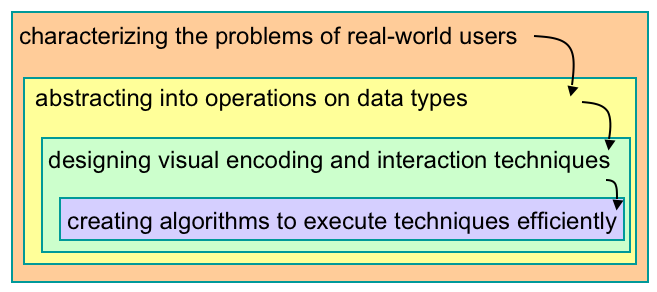 characterizing the problems of real-world users
abstracting into operations on data types
designing visual encoding and interaction techniques
creating algorithms to execute techniques efficiently